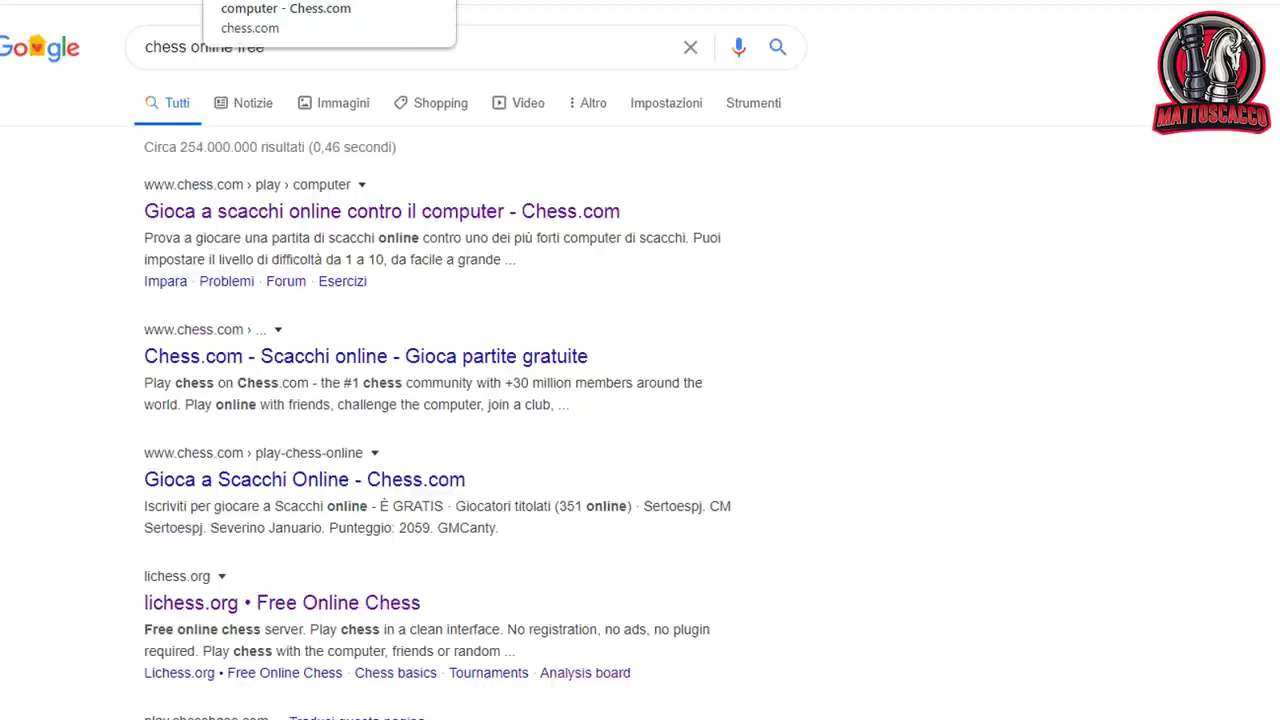 computer - Chess.com
chess.com
Google
chess online free
MATTOSCACCO
Tutti Notizie Immagini Shopping Video Altro Impostazioni Strumenti
Circa 254.000.000 risultati (0,46 secondi)
www.chess.com › play › computer
Gioca a scacchi online contro il computer - Chess.com
Prova a giocare una partita di scacchi online contro uno dei più forti computer di scacchi. Puoi
impostare il livello di difficoltà da 1 a 10, da facile a grande ...
Impara · Problemi · Forum · Esercizi
www.chess.com › ...
Chess.com - Scacchi online - Gioca partite gratuite
Play chess on Chess.com - the #1 chess community with +30 million members around the
world. Play online with friends, challenge the computer, join a club, ...
www.chess.com › play-chess-online
Gioca a Scacchi Online - Chess.com
Iscriviti per giocare a Scacchi online - È GRATIS · Giocatori titolati (351 online) · Sertoespj. CM
Sertoespj. Severino Januario. Punteggio: 2059. GMCanty.
lichess.org
lichess.org • Free Online Chess
Free online chess server. Play chess in a clean interface. No registration, no ads, no plugin
required. Play chess with the computer, friends or random ...
Lichess.org • Free Online Chess · Chess basics · Tournaments · Analysis board
play.chessbase.com Traduci questa pagina